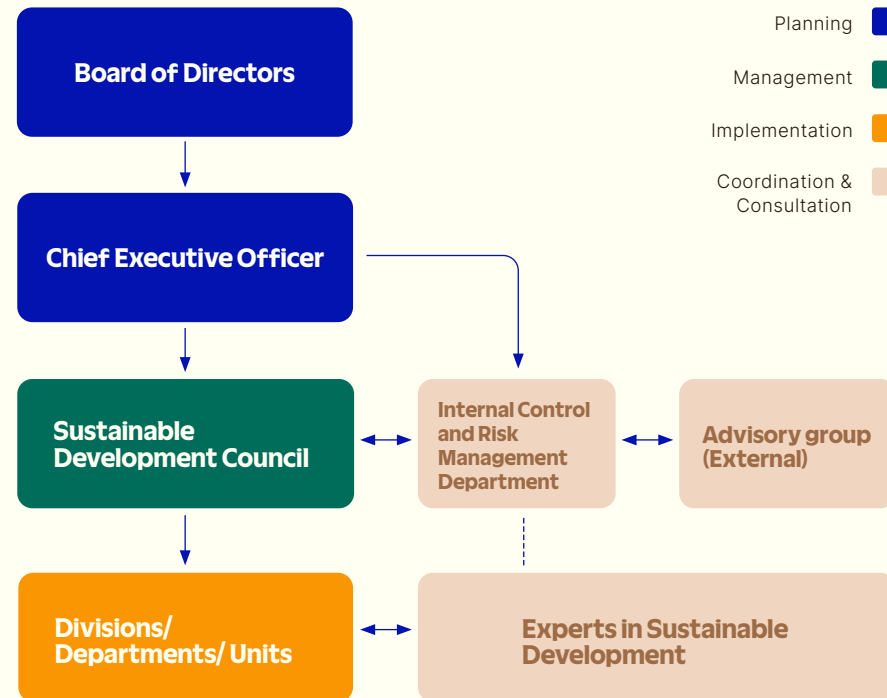 Board of Directors
Planning
Management
Implementation
Coordination &
Consultation
Chief Executive Officer
Sustainable
Development Council
Internal Control
and Risk
Management
Department
Advisory group
(External)
Divisions/
Departments/ Units
Experts in Sustainable
Development